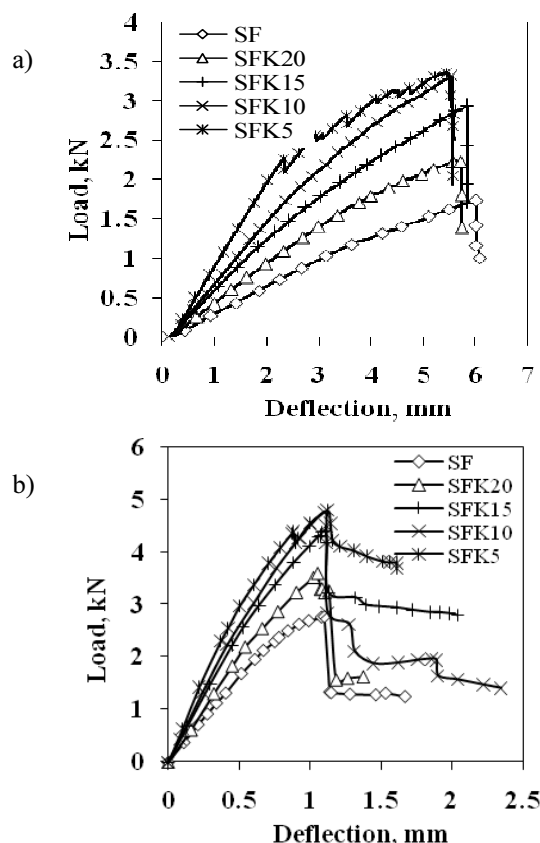 a)
Load, kN
4
3.5
3
2.5
2
1.5
1
0.5
0
SF
SFK20
SFK15
SFK10
SFK5
0 1 2 3 4 5 6 7
Deflection, mm
b)
Load, kN
6
5
4
3
2
1
0
SF
SFK20
SFK15
SFK10
SFK5
0 0.5 1 1.5 2 2.5
Deflection, mm